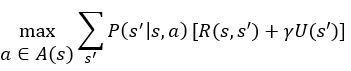 max ∑ P(s′|s, a) [R(s, s′) + γU(s′)]
a ∈ A(s) s′